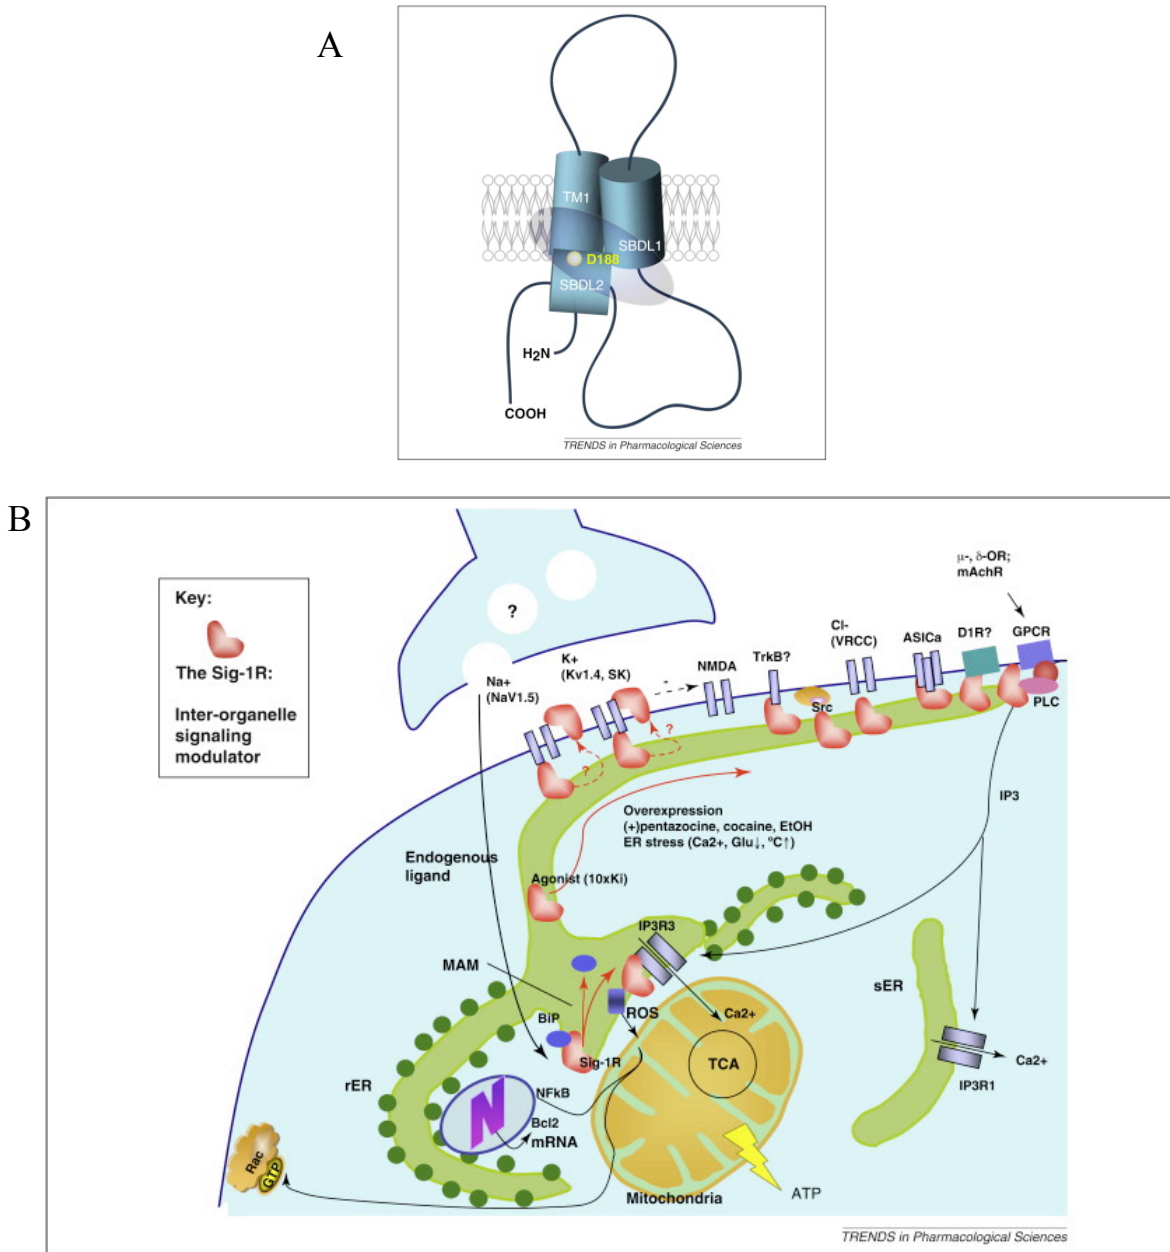 A
TM1
SBDL1
D188
SBDL2
H2N
COOH
TRENDS in Pharmacological Sciences
B
Key:
The Sig-1R:
Inter-organelle
signaling
modulator
?
Na+
(NaV1.5)
K+
(Kv1.4, SK)
-
NMDA
TrkB?
Src
Cl-
(VRCC)
ASICa
D1R?
μ-, δ-OR;
mAchR
GPCR
PLC
?
?
IP3
Overexpression
(+)pentazocine, cocaine, EtOH
ER stress (Ca2+, Glu↓, ºC↑)
Endogenous
ligand
Agonist (10xKi)
IP3R3
MAM
BiP
ROS
Ca2+
Sig-1R
TCA
sER
Ca2+
IP3R1
rER
NFkB
N
Bcl2
mRNA
Rac
GTP
Mitochondria
ATP
TRENDS in Pharmacological Sciences